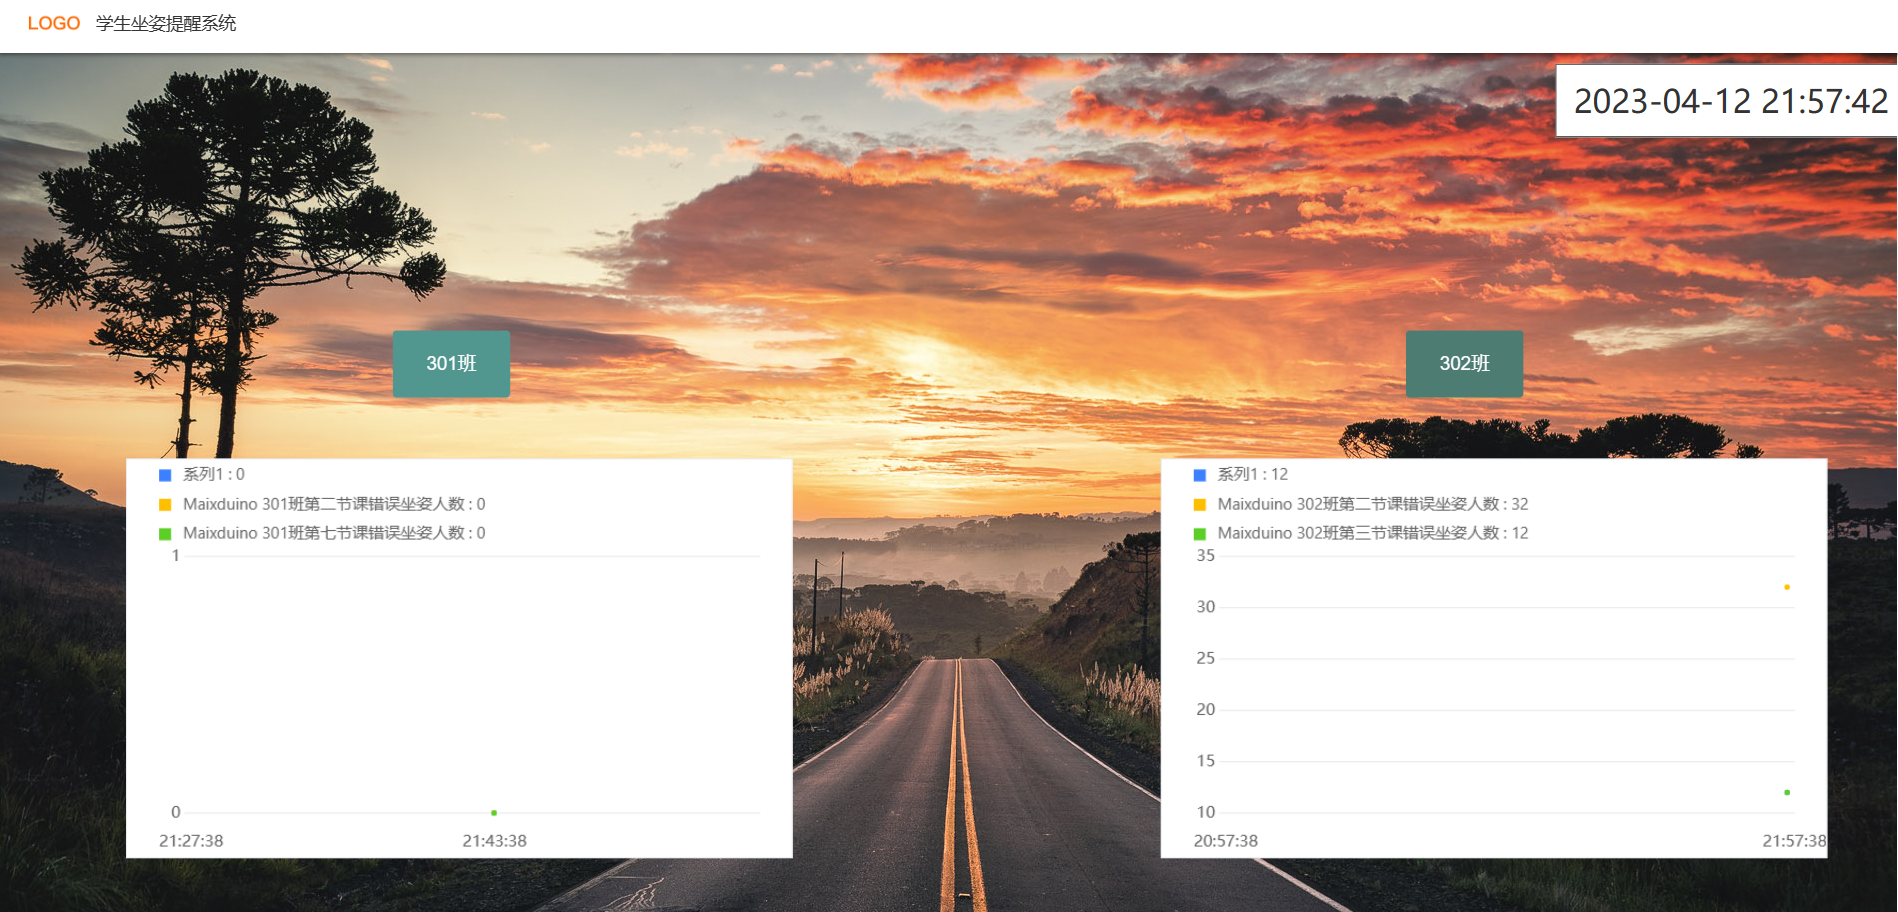 LOGO 学生坐姿提醒系统
2023-04-12 21:57:42
301班
302班
系列1 : 0
Maixduino 301班第二节课错误坐姿人数 : 0
Maixduino 301班第七节课错误坐姿人数 : 0
1
0
21:27:38 21:43:38
系列1 : 12
Maixduino 302班第二节课错误坐姿人数 : 32
Maixduino 302班第三节课错误坐姿人数 : 12
35
30
25
20
15
10
20:57:38 21:57:38